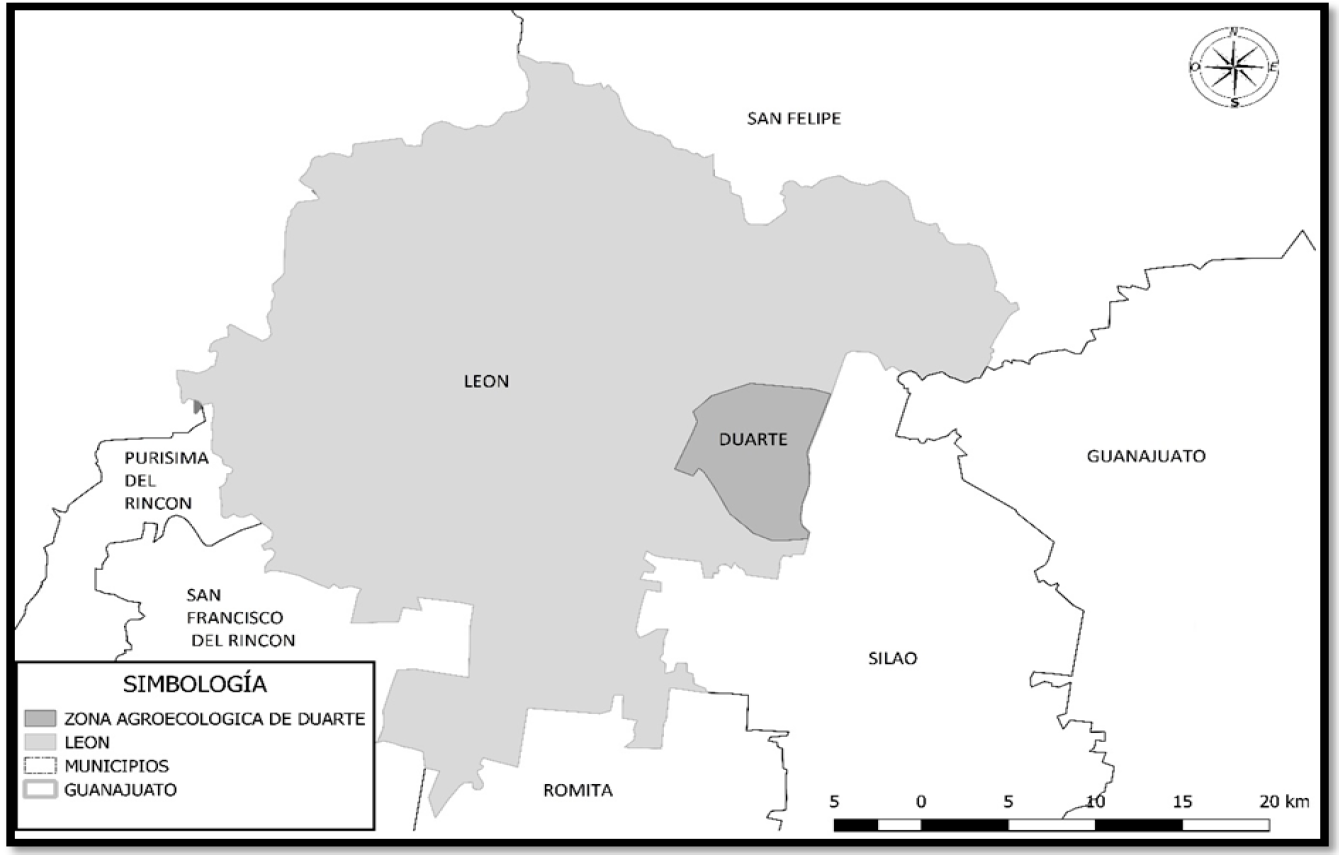 N
O
E
S
SAN FELIPE
LEON
DUARTE
GUANAJUATO
PURISIMA
DEL
RINCON
SAN
FRANCISCO
DEL RINCON
SILAO
ROMITA
SIMBOLOGÍA
ZONA AGROECOLOGICA DE DUARTE
LEON
MUNICIPIOS
GUANAJUATO
5 0 5 10 15 20 km